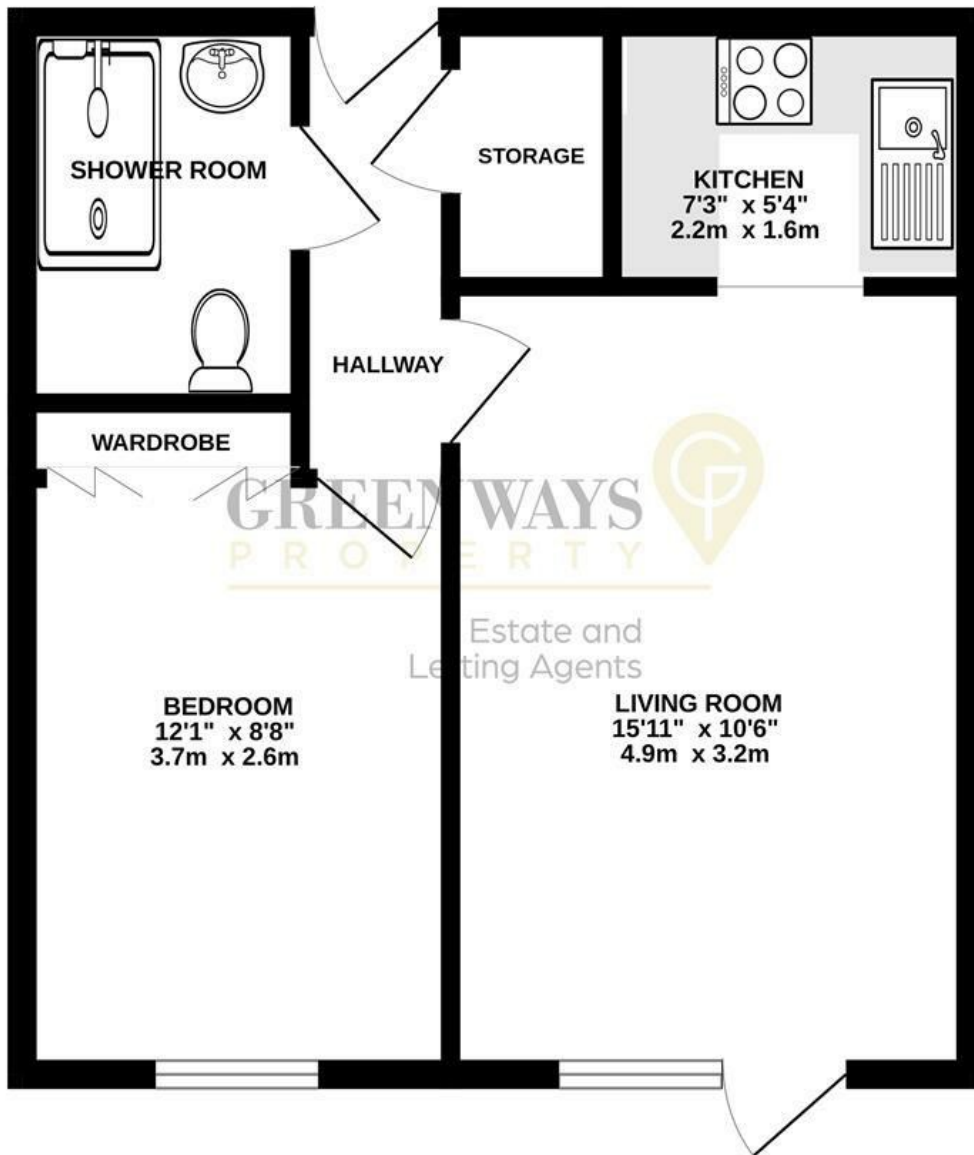 SHOWER ROOM
STORAGE
KITCHEN
7'3" x 5'4"
2.2m x 1.6m
HALLWAY
WARDROBE
GREENWAYS
PROPERTY
Estate and
Letting Agents
BEDROOM
12'1" x 8'8"
3.7m x 2.6m
LIVING ROOM
15'11" x 10'6"
4.9m x 3.2m